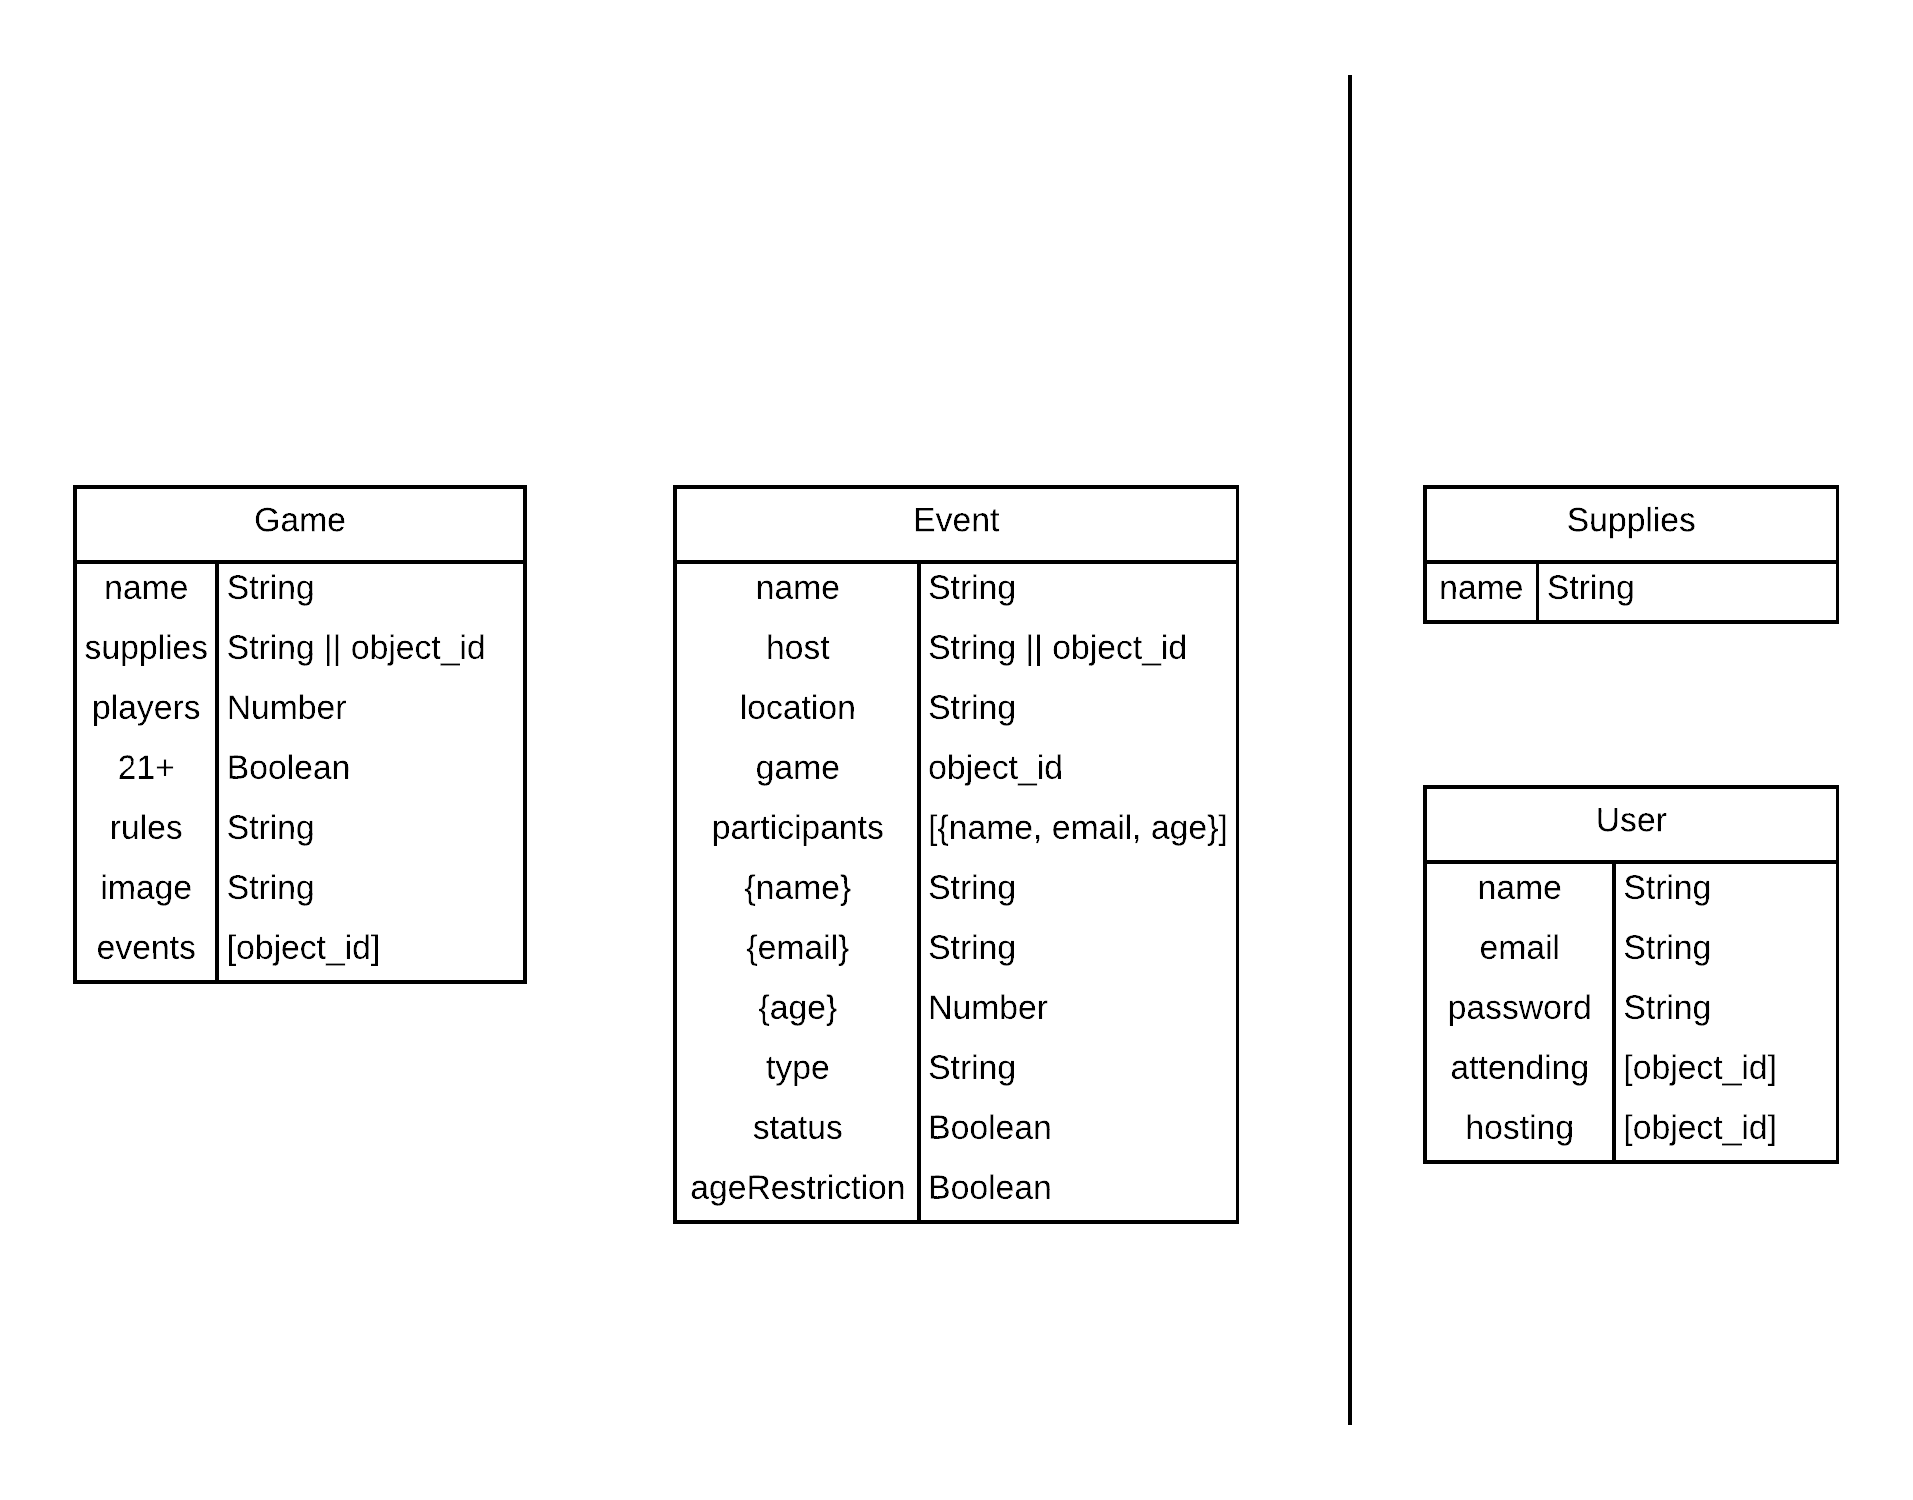 Game
name String
supplies String || object_id
players Number
21+ Boolean
rules String
image String
events [object_id]
Event
name String
host String || object_id
location String
game object_id
participants [{name, email, age}]
{name} String
{email} String
{age} Number
type String
status Boolean
ageRestriction Boolean
Supplies
name String
User
name String
email String
password String
attending [object_id]
hosting [object_id]